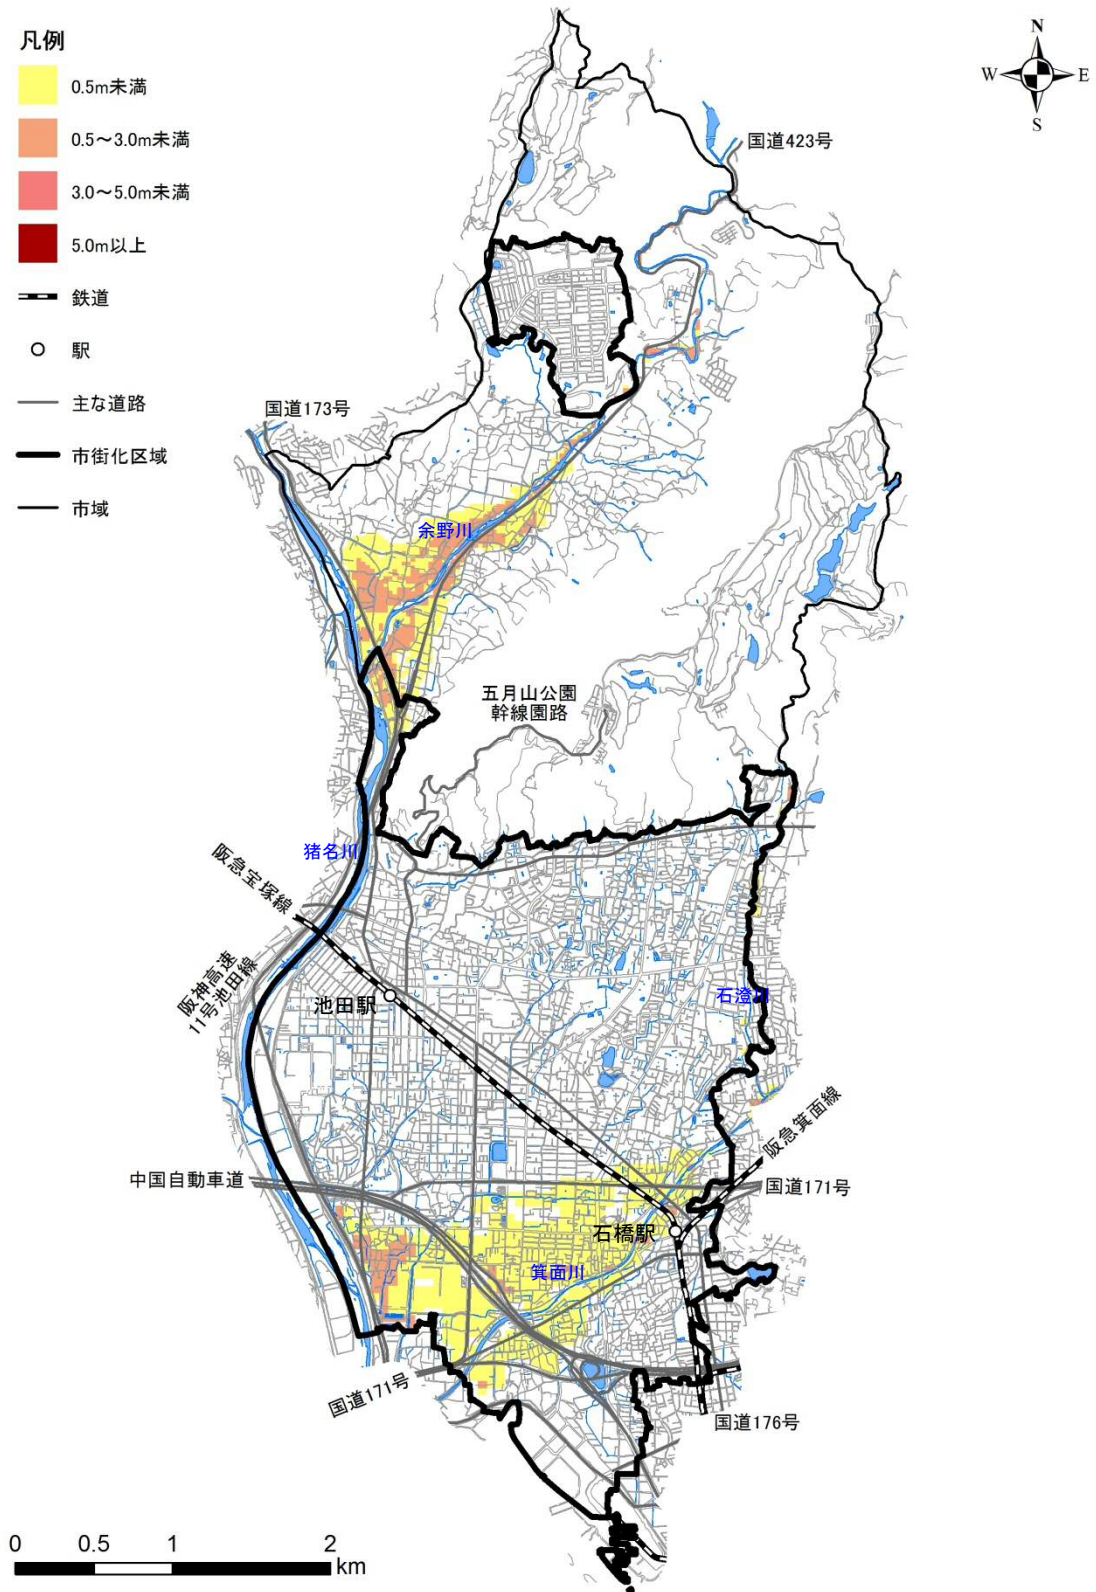 凡例
0.5m未満
0.5～3.0m未満
3.0～5.0m未満
5.0m以上
鉄道
駅
主な道路
市街化区域
市域
N
W
E
S
国道423号
国道173号
余野川
五月山公園
幹線園路
猪名川
阪急宝塚線
阪神高速
11号池田線
池田駅
石澄川
阪急箕面線
中国自動車道
国道171号
石橋駅
箕面川
国道171号
国道176号
0 0.5 1 2
km